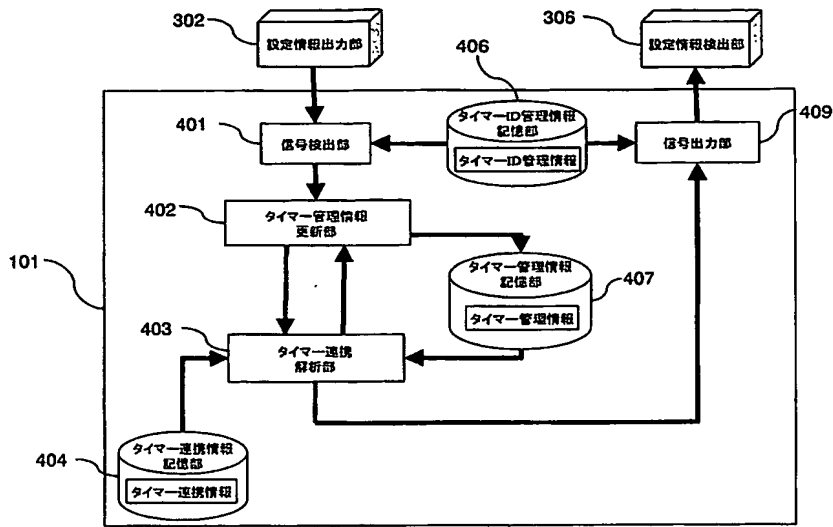 302
設定情報出力部
306
設定情報検出部
406
タイマーID管理情報
記憶部
タイマーID管理情報
401
信号検出部
信号出力部
409
402
タイマー管理情報
更新部
タイマー管理情報
記憶部
タイマー管理情報
407
101
403
タイマー連携
解析部
タイマー連携情報
記憶部
タイマー連携情報
404